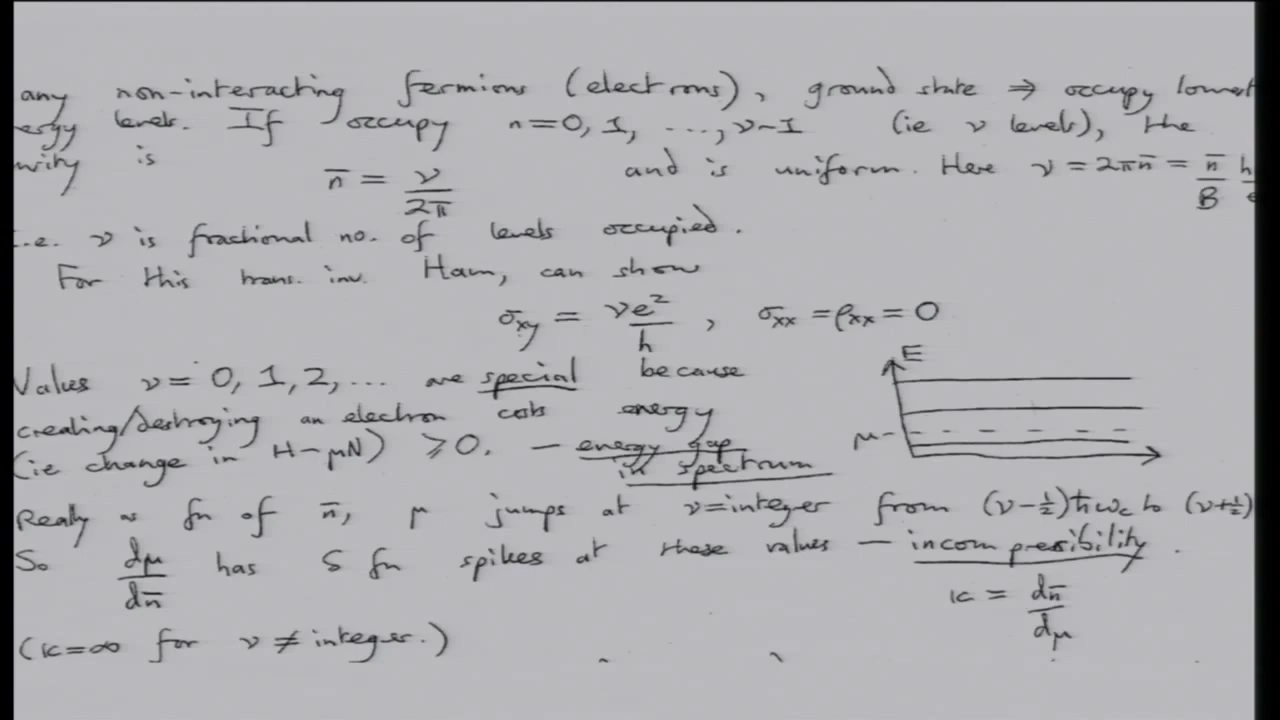 any non-interacting fermions (electrons), ground state ⇒ occupy lowest
ergy levels. If occupy n=0, 1, ..., ν-1 (ie ν levels), the
is n̄ = ν/2π and is uniform. Here ν = 2πn̄ = n̄/B h/e
i.e. ν is fractional no. of levels occupied.
For this trans. inv. Ham, can show
σxy = νe²/h , σxx = ρxx = 0
Values ν = 0, 1, 2, ... are special because
creating/destroying an electron costs energy
(ie change in H-μN) ≥ 0. — energy gap
in spectrum
E
μ
Really as fn of n̄, μ jumps at ν=integer from (ν-½)ħωc to (ν+½)
So dμ/dn̄ has δ fn spikes at these values — incompressibility.
κ = dn̄/dμ
(κ=∞ for ν ≠ integer.)